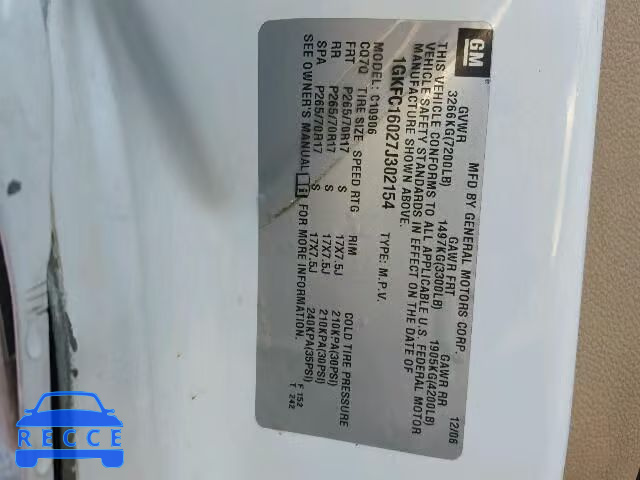 GM
MFD BY GENERAL MOTORS CORP.
12/06
GVWR
GAWR FRT
GAWR RR
3266KG(7200LB)
1497KG(3300LB)
1905KG(4200LB)
THIS VEHICLE CONFORMS TO ALL APPLICABLE U.S. FEDERAL MOTOR
VEHICLE SAFETY STANDARDS IN EFFECT ON THE DATE OF
MANUFACTURE SHOWN ABOVE.
1GKFC16027J302154
TYPE: M.P.V.
MODEL: C10906
CQ7Q TIRE SIZE SPEED RTG RIM COLD TIRE PRESSURE
FRT P265/70R17 S 17X7.5J 210KPA(30PSI)
RR P265/70R17 S 17X7.5J 210KPA(30PSI)
SPA P265/70R17 S 17X7.5J 240KPA(35PSI)
SEE OWNER'S MANUAL FOR MORE INFORMATION.
F 152
T 242
RECCE